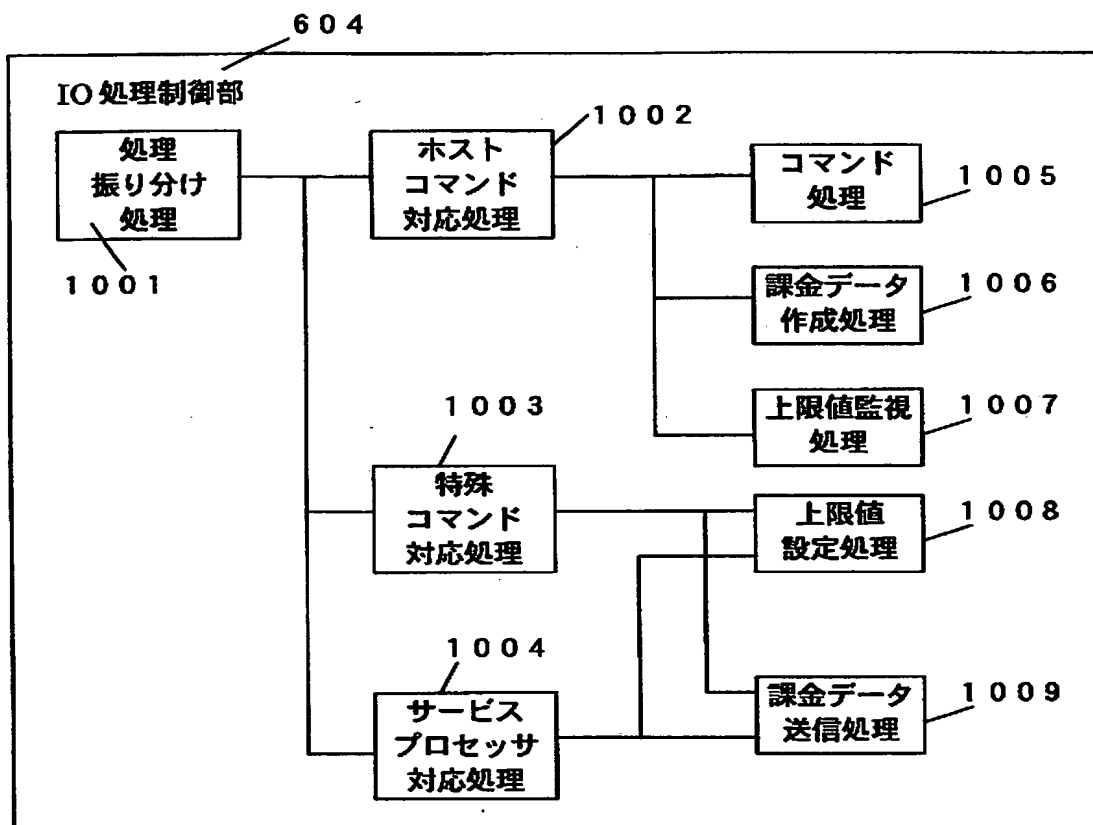 ６０４
IO 処理制御部
処理
振り分け
処理
１００１
ホスト
コマンド
対応処理
１００２
コマンド
処理
１００５
課金データ
作成処理
１００６
上限値監視
処理
１００７
１００３
特殊
コマンド
対応処理
上限値
設定処理
１００８
１００４
サービス
プロセッサ
対応処理
課金データ
送信処理
１００９